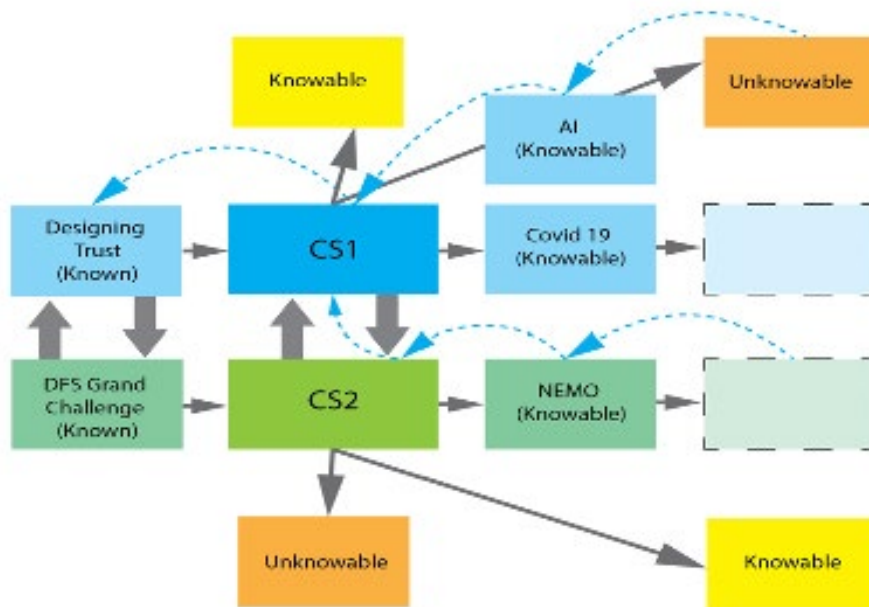 Knowable
Unknowable
AI
(Knowable)
Designing
Trust
(Known)
CS1
Covid 19
(Knowable)
DFS Grand
Challenge
(Known)
CS2
NEMO
(Knowable)
Unknowable
Knowable